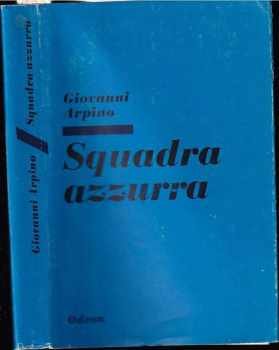 Giovanni Arpino Squadra azzurra
Giovanni
Arpino
Squadra
azzurra
Odeon